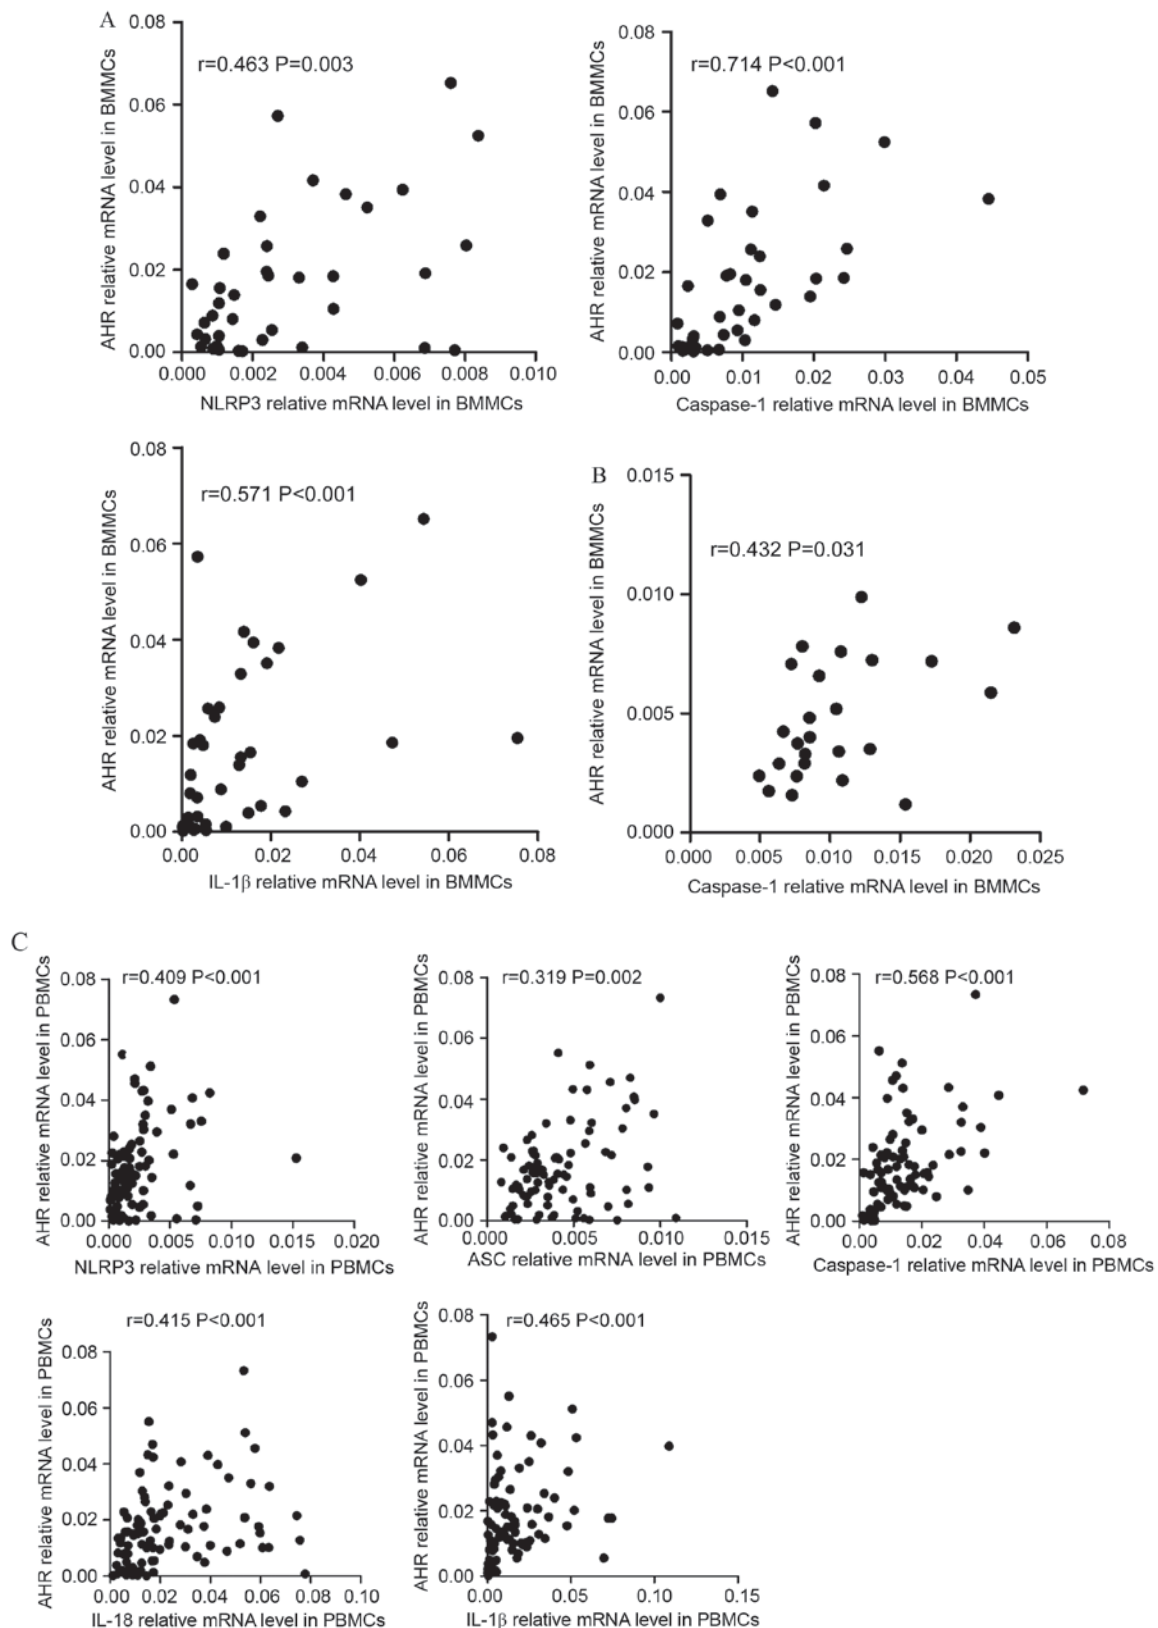 A
AHR relative mRNA level in BMMCs
0.08
0.06
0.04
0.02
0.00
r=0.463 P=0.003
0.000 0.002 0.004 0.006 0.008 0.010
NLRP3 relative mRNA level in BMMCs
AHR relative mRNA level in BMMCs
0.08
0.06
0.04
0.02
0.00
r=0.714 P<0.001
0.00 0.01 0.02 0.03 0.04 0.05
Caspase-1 relative mRNA level in BMMCs
AHR relative mRNA level in BMMCs
0.08
0.06
0.04
0.02
0.00
r=0.571 P<0.001
0.00 0.02 0.04 0.06 0.08
IL-1β relative mRNA level in BMMCs
B
AHR relative mRNA level in BMMCs
0.015
0.010
0.005
0.000
r=0.432 P=0.031
0.000 0.005 0.010 0.015 0.020 0.025
Caspase-1 relative mRNA level in BMMCs
C
AHR relative mRNA level in PBMCs
0.08
0.06
0.04
0.02
0.00
r=0.409 P<0.001
0.000 0.005 0.010 0.015 0.020
NLRP3 relative mRNA level in PBMCs
AHR relative mRNA level in PBMCs
0.08
0.06
0.04
0.02
0.00
r=0.319 P=0.002
0.000 0.005 0.010 0.015
ASC relative mRNA level in PBMCs
AHR relative mRNA level in PBMCs
0.08
0.06
0.04
0.02
0.00
r=0.568 P<0.001
0.00 0.02 0.04 0.06 0.08
Caspase-1 relative mRNA level in PBMCs
AHR relative mRNA level in PBMCs
0.08
0.06
0.04
0.02
0.00
r=0.415 P<0.001
0.00 0.02 0.04 0.06 0.08 0.10
IL-18 relative mRNA level in PBMCs
AHR relative mRNA level in PBMCs
0.08
0.06
0.04
0.02
0.00
r=0.465 P<0.001
0.00 0.05 0.10 0.15
IL-1β relative mRNA level in PBMCs